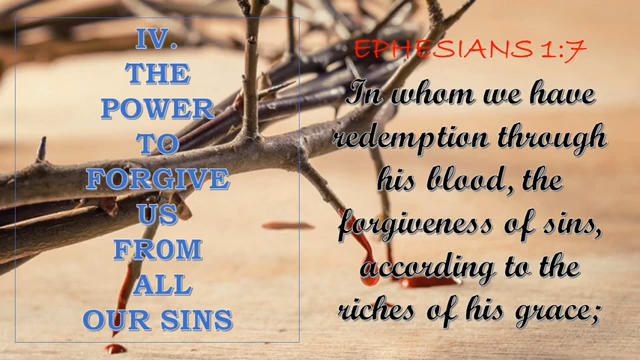 IV.
THE
POWER
TO
FORGIVE
US
FR0M
ALL
OUR SINS
EPHESIANS 1:7
In whom we have
redemption through
his blood, the
forgiveness of sins,
according to the
riches of his grace;